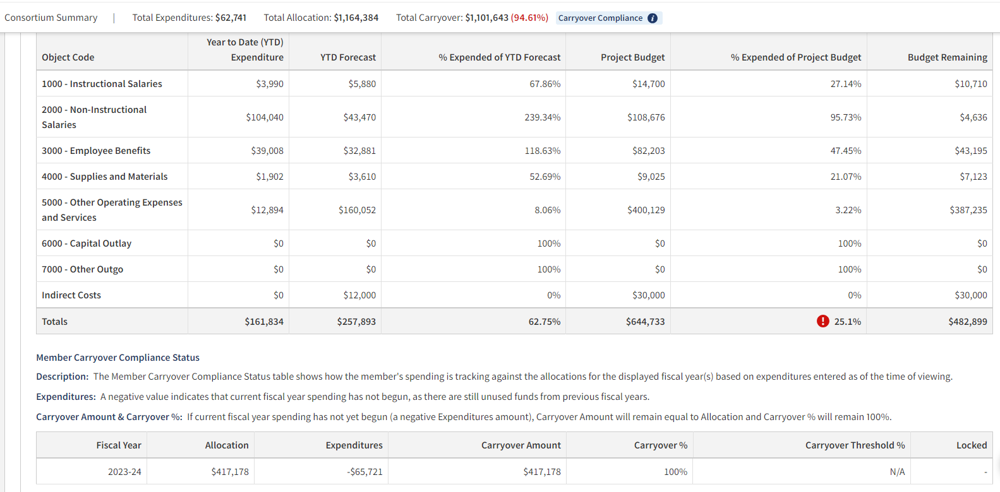 Consortium Summary | Total Expenditures: $62,741 Total Allocation: $1,164,384 Total Carryover: $1,101,643 (94.61%) Carryover Compliance i
Object Code Year to Date (YTD) Expenditure YTD Forecast % Expended of YTD Forecast Project Budget % Expended of Project Budget Budget Remaining
1000 - Instructional Salaries $3,990 $5,880 67.86% $14,700 27.14% $10,710
2000 - Non-Instructional Salaries $104,040 $43,470 239.34% $108,676 95.73% $4,636
3000 - Employee Benefits $39,008 $32,881 118.63% $82,203 47.45% $43,195
4000 - Supplies and Materials $1,902 $3,610 52.69% $9,025 21.07% $7,123
5000 - Other Operating Expenses and Services $12,894 $160,052 8.06% $400,129 3.22% $387,235
6000 - Capital Outlay $0 $0 100% $0 100% $0
7000 - Other Outgo $0 $0 100% $0 100% $0
Indirect Costs $0 $12,000 0% $30,000 0% $30,000
Totals $161,834 $257,893 62.75% $644,733 ! 25.1% $482,899
Member Carryover Compliance Status
Description: The Member Carryover Compliance Status table shows how the member's spending is tracking against the allocations for the displayed fiscal year(s) based on expenditures entered as of the time of viewing.
Expenditures: A negative value indicates that current fiscal year spending has not begun, as there are still unused funds from previous fiscal years.
Carryover Amount & Carryover %: If current fiscal year spending has not yet begun (a negative Expenditures amount), Carryover Amount will remain equal to Allocation and Carryover % will remain 100%.
Fiscal Year Allocation Expenditures Carryover Amount Carryover % Carryover Threshold % Locked
2023-24 $417,178 -$65,721 $417,178 100% N/A -